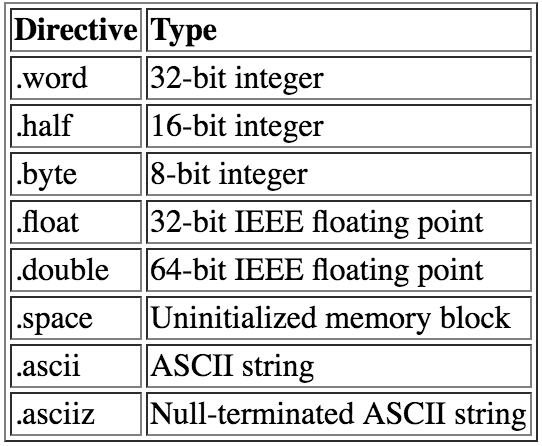 Directive Type
.word 32-bit integer
.half 16-bit integer
.byte 8-bit integer
.float 32-bit IEEE floating point
.double 64-bit IEEE floating point
.space Uninitialized memory block
.ascii ASCII string
.asciiz Null-terminated ASCII string